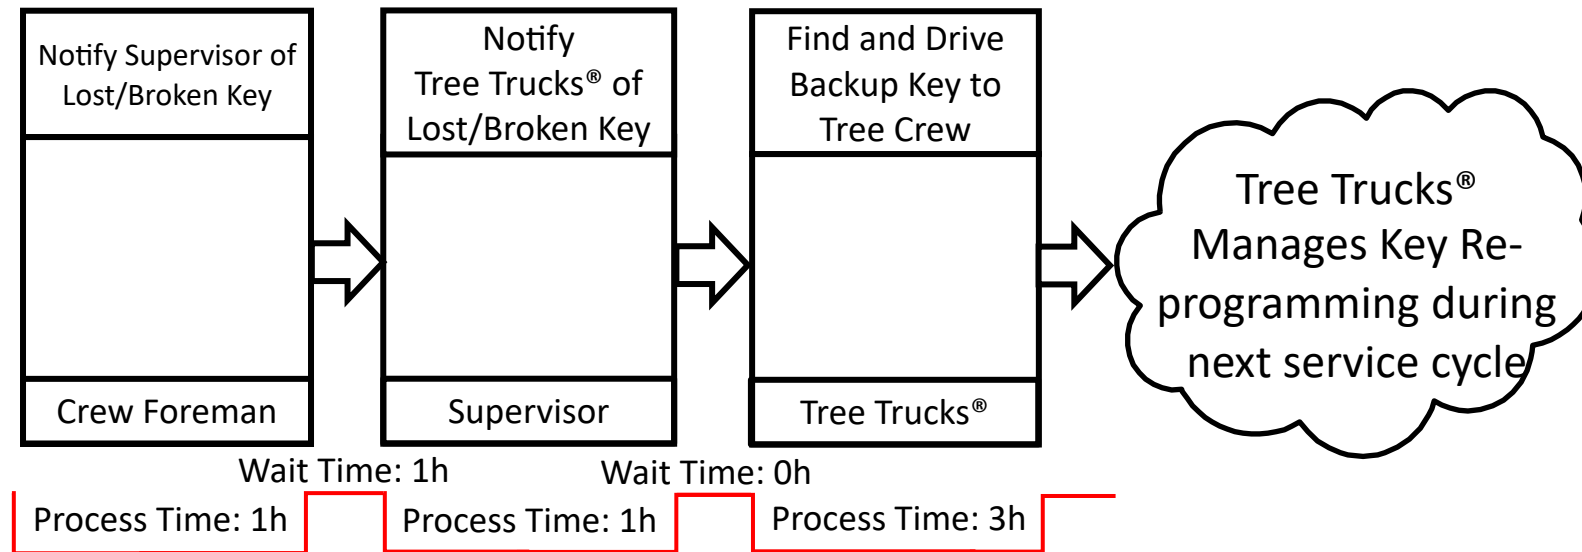 Notify Supervisor of
Lost/Broken Key
Crew Foreman
Notify
Tree Trucks® of
Lost/Broken Key
Supervisor
Find and Drive
Backup Key to
Tree Crew
Tree Trucks®
Tree Trucks®
Manages Key Re-
programming during
next service cycle
Wait Time: 1h
Wait Time: 0h
Process Time: 1h
Process Time: 1h
Process Time: 3h